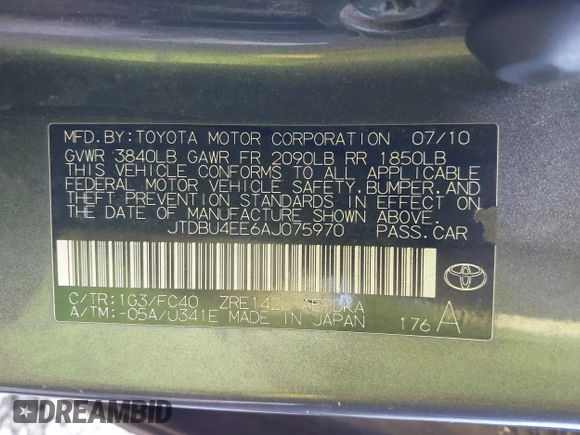 MFD.BY:TOYOTA MOTOR CORPORATION 07/10
GVWR 3840LB GAWR FR 2090LB RR 1850LB
THIS VEHICLE CONFORMS TO ALL APPLICABLE
FEDERAL MOTOR VEHICLE SAFETY.BUMPER.AND
THEFT PREVENTION STANDARDS IN EFFECT ON
THE DATE OF MANUFACTURE SHOWN ABOVE.
JTDBU4EE6AJ075970 PASS.CAR
C/TR:1G3/FC40 ZRE142
A/TM:-05A/U341E MADE IN JAPAN 176A
TOYOTA
DREAMBID